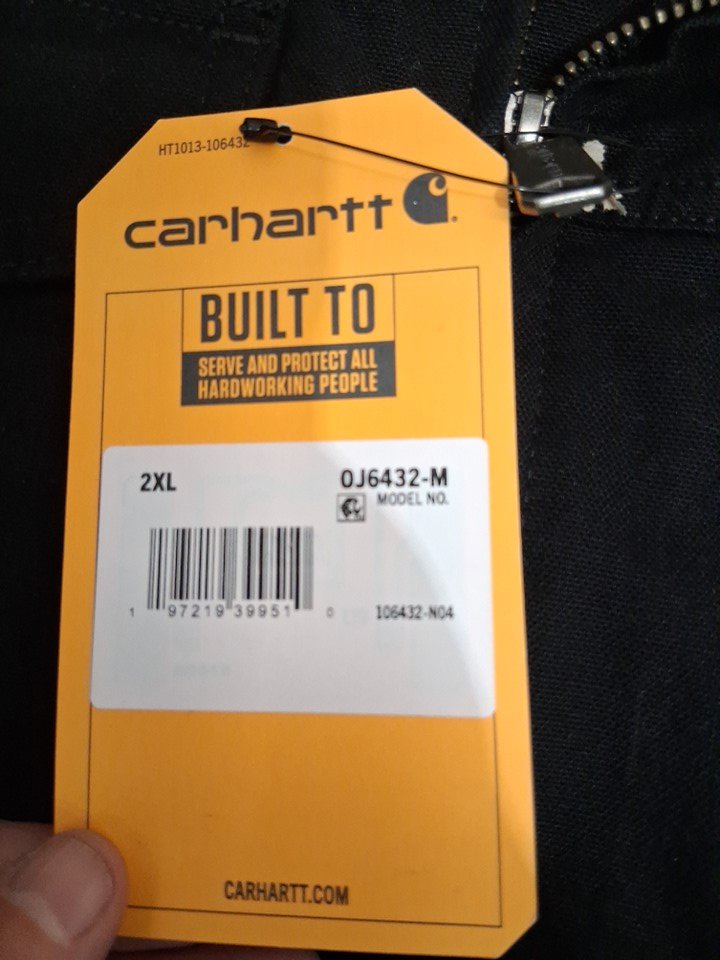 HT1013-106432
carhartt
BUILT TO
SERVE AND PROTECT ALL
HARDWORKING PEOPLE
2XL
OJ6432-M
MODEL NO.
1 97219 39951 0
106432-N04
CARHARTT.COM